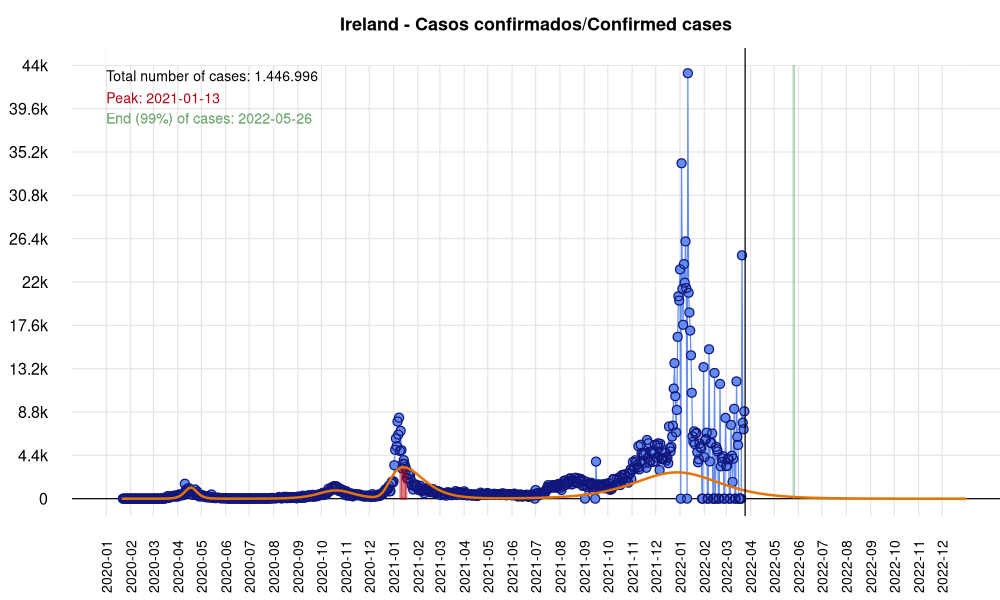 Ireland - Casos confirmados/Confirmed cases
Total number of cases: 1.446.996
Peak: 2021-01-13
End (99%) of cases: 2022-05-26
44k
39.6k
35.2k
30.8k
26.4k
22k
17.6k
13.2k
8.8k
4.4k
0
2020-01
2020-02
2020-03
2020-04
2020-05
2020-06
2020-07
2020-08
2020-09
2020-10
2020-11
2020-12
2021-01
2021-02
2021-03
2021-04
2021-05
2021-06
2021-07
2021-08
2021-09
2021-10
2021-11
2021-12
2022-01
2022-02
2022-03
2022-04
2022-05
2022-06
2022-07
2022-08
2022-09
2022-10
2022-11
2022-12